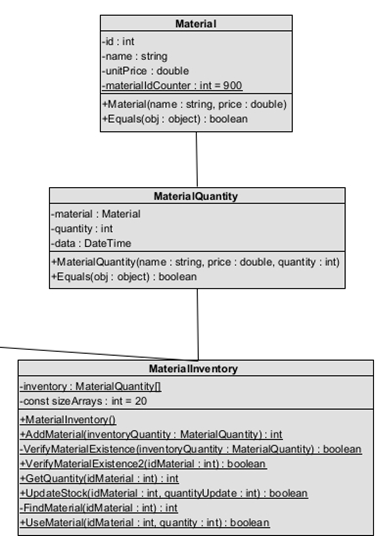 Material
-id : int
-name : string
-unitPrice : double
-materialIdCounter : int = 900
+Material(name : string, price : double)
+Equals(obj : object) : boolean
MaterialQuantity
-material : Material
-quantity : int
-data : DateTime
+MaterialQuantity(name : string, price : double, quantity : int)
+Equals(obj : object) : boolean
MaterialInventory
-inventory : MaterialQuantity[]
-const sizeArrays : int = 20
+MaterialInventory()
+AddMaterial(inventoryQuantity : MaterialQuantity) : int
-VerifyMaterialExistence(inventoryQuantity : MaterialQuantity) : boolean
+VerifyMaterialExistence2(idMaterial : int) : boolean
+GetQuantity(idMaterial : int) : int
+UpdateStock(idMaterial : int, quantityUpdate : int) : boolean
-FindMaterial(idMaterial : int) : int
+UseMaterial(idMaterial : int, quantity : int) : boolean